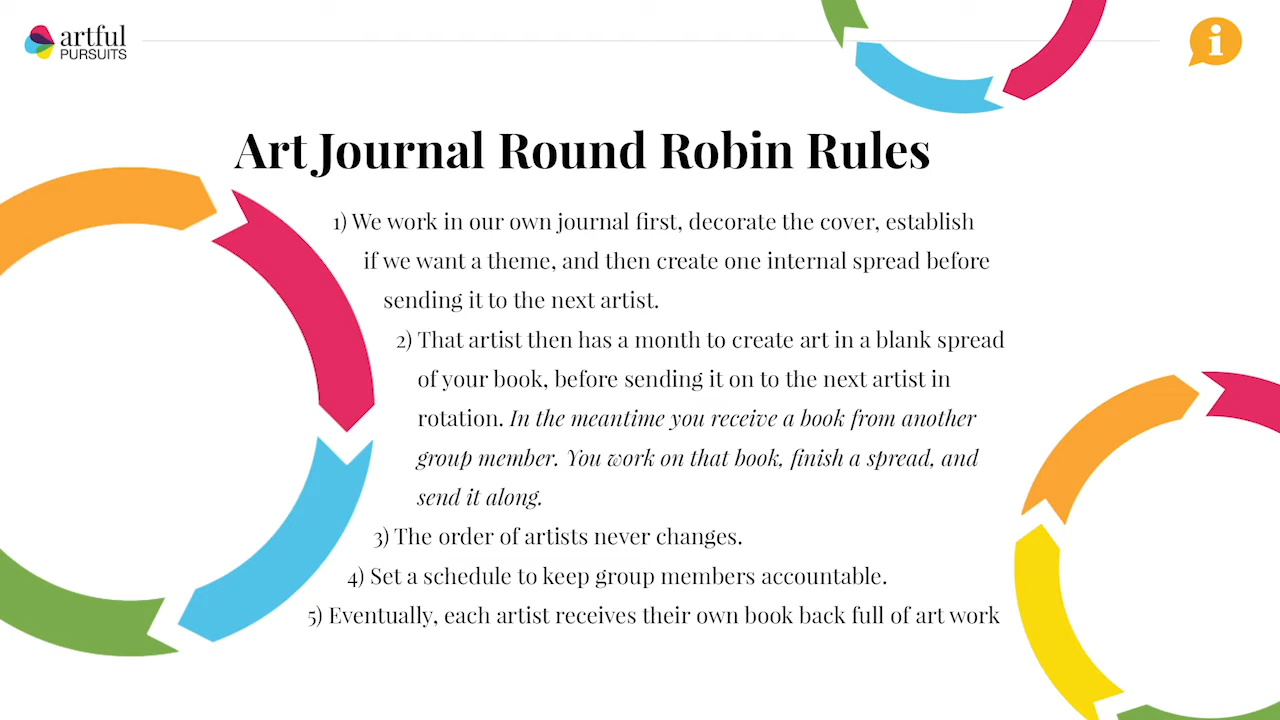 artful
PURSUITS
i
Art Journal Round Robin Rules
1) We work in our own journal first, decorate the cover, establish
if we want a theme, and then create one internal spread before
sending it to the next artist.
2) That artist then has a month to create art in a blank spread
of your book, before sending it on to the next artist in
rotation. In the meantime you receive a book from another
group member. You work on that book, finish a spread, and
send it along.
3) The order of artists never changes.
4) Set a schedule to keep group members accountable.
5) Eventually, each artist receives their own book back full of art work